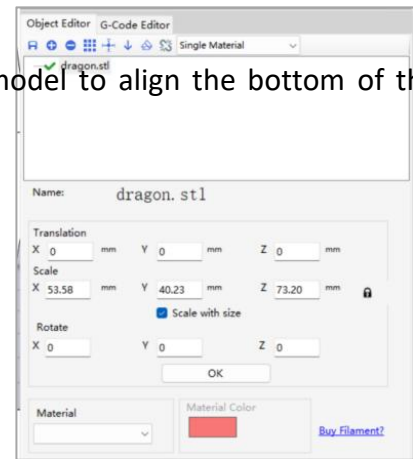 Object Editor G-Code Editor
Single Material
model to align the bottom of th
dragon.stl
Name: dragon.stl
Translation
X 0 mm Y 0 mm Z 0 mm
Scale
X 53.58 mm Y 40.23 mm Z 73.20 mm
Scale with size
Rotate
X 0 Y 0 Z 0
OK
Material Material Color
Buy Filament?